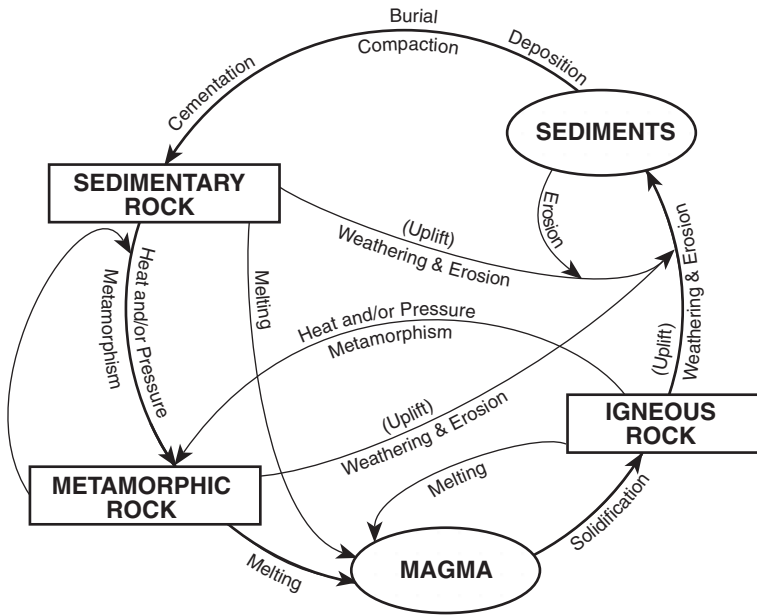 Burial
Compaction
Deposition
Cementation
SEDIMENTS
SEDIMENTARY
ROCK
Erosion
(Uplift)
Weathering & Erosion
Heat and/or Pressure
Metamorphism
Melting
Heat and/or Pressure
Metamorphism
(Uplift)
Weathering & Erosion
(Uplift)
Weathering & Erosion
IGNEOUS
ROCK
METAMORPHIC
ROCK
Melting
Melting
MAGMA
Solidification